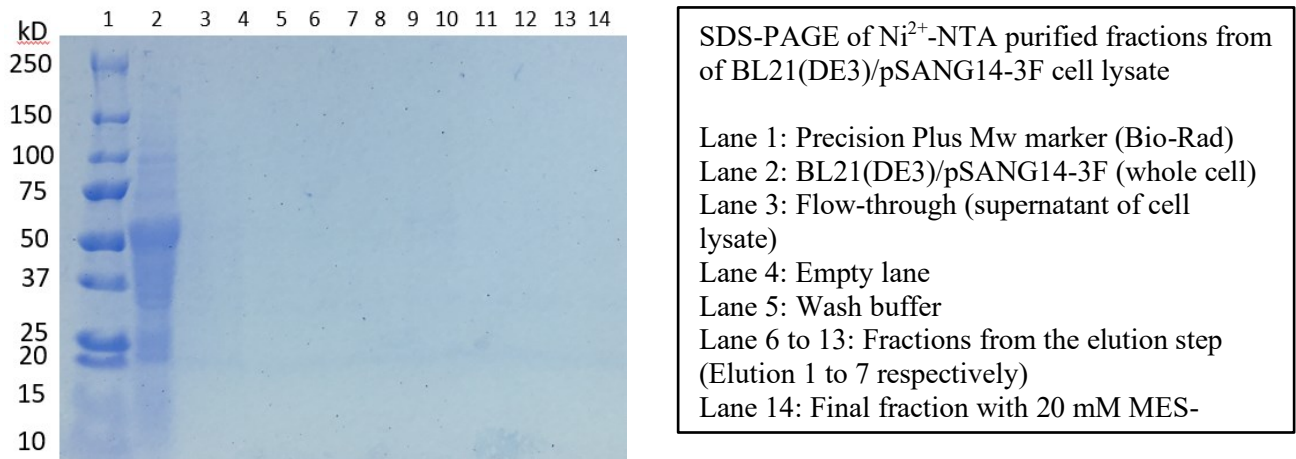 1 2 3 4 5 6 7 8 9 10 11 12 13 14
kD
250
150
100
75
50
37
25
20
15
10
SDS-PAGE of Ni²⁺-NTA purified fractions from
of BL21(DE3)/pSANG14-3F cell lysate
Lane 1: Precision Plus Mw marker (Bio-Rad)
Lane 2: BL21(DE3)/pSANG14-3F (whole cell)
Lane 3: Flow-through (supernatant of cell
lysate)
Lane 4: Empty lane
Lane 5: Wash buffer
Lane 6 to 13: Fractions from the elution step
(Elution 1 to 7 respectively)
Lane 14: Final fraction with 20 mM MES-